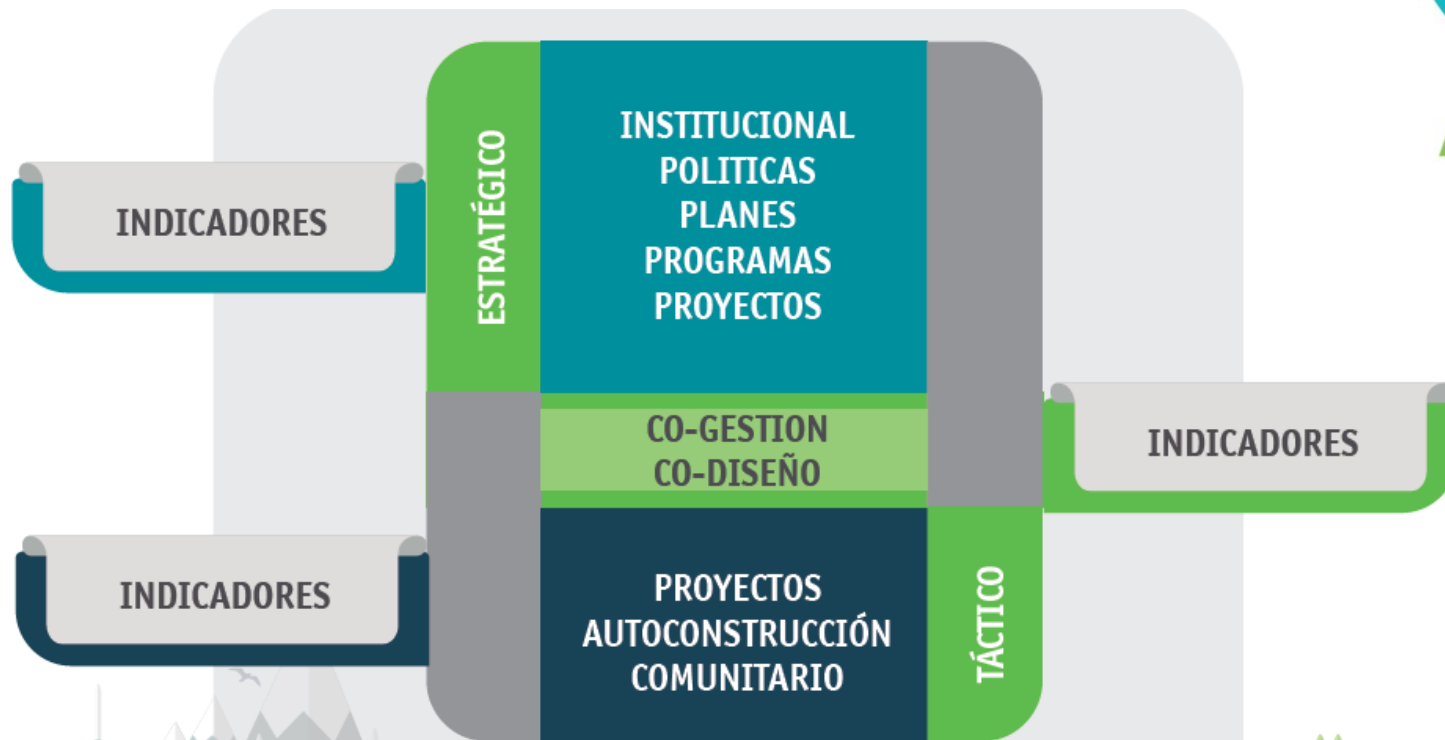 INDICADORES
ESTRATÉGICO
INSTITUCIONAL
POLITICAS
PLANES
PROGRAMAS
PROYECTOS
CO-GESTION
CO-DISEÑO
INDICADORES
INDICADORES
PROYECTOS
AUTOCONSTRUCCIÓN
COMUNITARIO
TÁCTICO